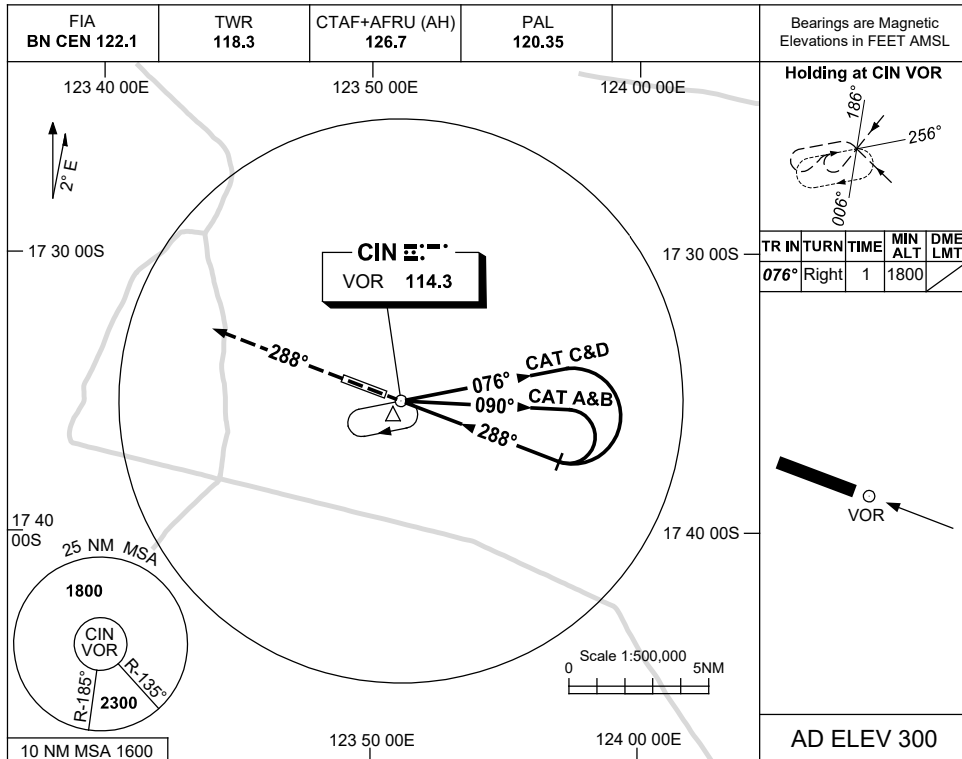 FIA
BN CEN 122.1
TWR
118.3
CTAF+AFRU (AH)
126.7
PAL
120.35
Bearings are Magnetic
Elevations in FEET AMSL
123 40 00E
123 50 00E
124 00 00E
2° E
17 30 00S
17 30 00S
CIN
VOR 114.3
288°
076°
CAT C&D
090°
CAT A&B
288°
17 40
00S
17 40 00S
25 NM MSA
1800
CIN
VOR
R-185°
R-135°
2300
10 NM MSA 1600
Scale 1:500,000
0 5NM
123 50 00E
124 00 00E
Holding at CIN VOR
186°
256°
006°
TR IN TURN TIME MIN ALT DME LMT
076° Right 1 1800
VOR
AD ELEV 300